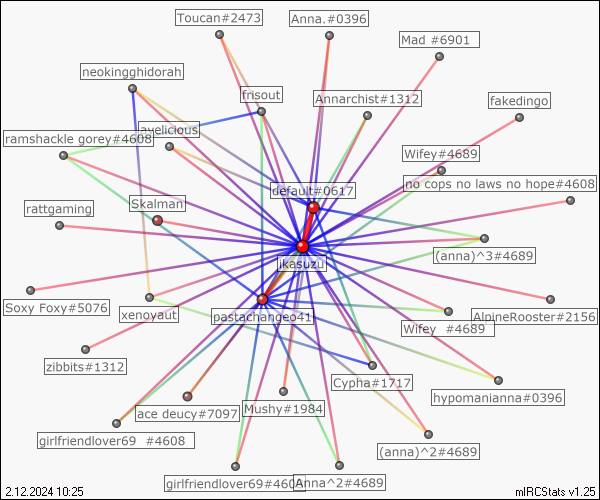 Toucan#2473
Anna.#0396
Mad #6901
neokingghidorah
frisout
Annarchist#1312
fakedingo
ramshackle gorey#4608
ayelicious
Wifey#4689
default#0617
no cops no laws no hope#4608
rattgaming
Skalman
(anna)^3#4689
jkasuzu
Soxy Foxy#5076
xenoyaut
pastachange041
AlpineRooster#2156
Wifey #4689
zibbits#1312
Cypha#1717
hypomanianna#0396
ace deucy#7097
Mushy#1984
girlfriendlover69 #4608
(anna)^2#4689
girlfriendlover69#4608
Anna^2#4689
2.12.2024 10:25
mIRCStats v1.25